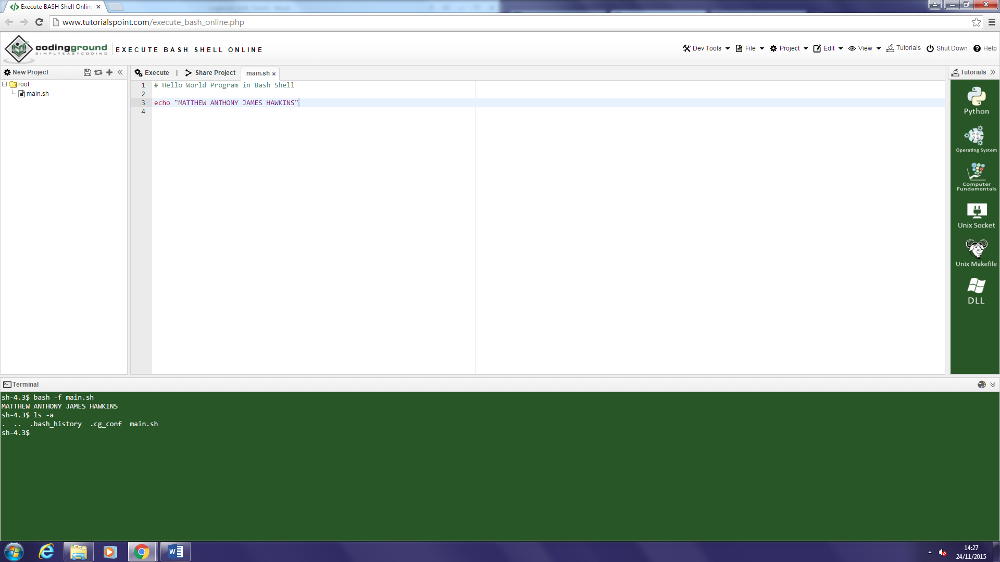 Execute BASH Shell Online
www.tutorialspoint.com/execute_bash_online.php
codingground
SIMPLYEASYCODING
EXECUTE BASH SHELL ONLINE
Dev Tools File Project Edit View Tutorials Shut Down Help
New Project
root
main.sh
Execute | Share Project main.sh
1 # Hello World Program in Bash Shell
2
3 echo "MATTHEW ANTHONY JAMES HAWKINS"
4
Tutorials
Python
Operating System
Computer
Fundamentals
Unix Socket
Unix Makefile
DLL
Terminal
sh-4.3$ bash -f main.sh
MATTHEW ANTHONY JAMES HAWKINS
sh-4.3$ ls -a
. .. .bash_history .cg_conf main.sh
sh-4.3$
14:27
24/11/2015